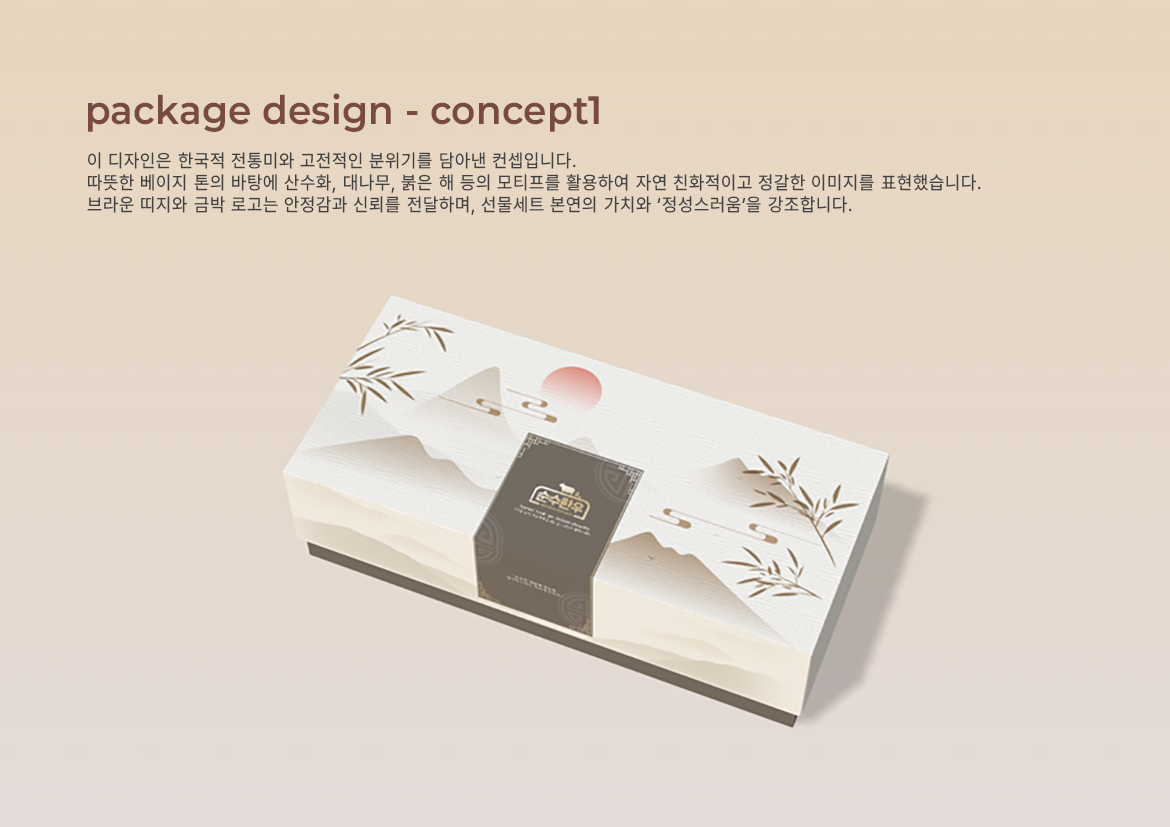 package design - concept1
이 디자인은 한국적 전통미와 고전적인 분위기를 담아낸 컨셉입니다.
따뜻한 베이지 톤의 바탕에 산수화, 대나무, 붉은 해 등의 모티프를 활용하여 자연 친화적이고 정갈한 이미지를 표현했습니다.
브라운 띠지와 금박 로고는 안정감과 신뢰를 전달하며, 선물세트 본연의 가치와 ‘정성스러움’을 강조합니다.
순수한우